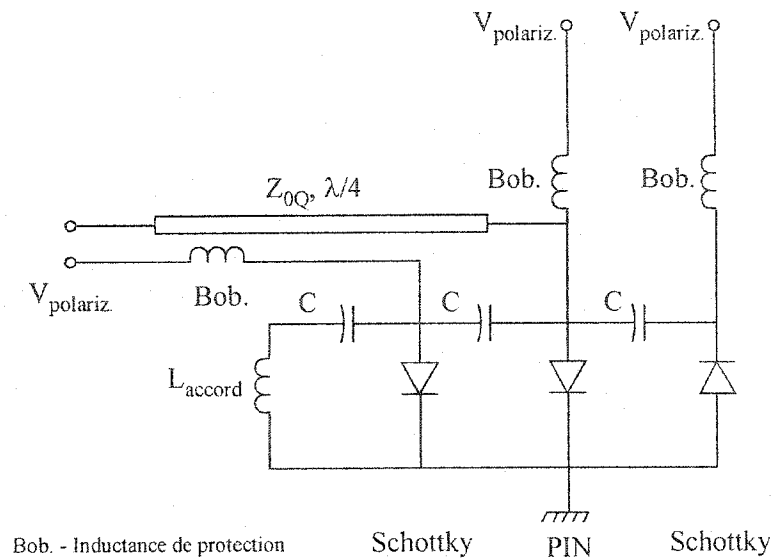 V_polariz. V_polariz.
Z_0Q, λ/4
Bob. Bob.
V_polariz.
Bob.
C C C
L_accord
Bob. - Inductance de protection
Schottky PIN Schottky